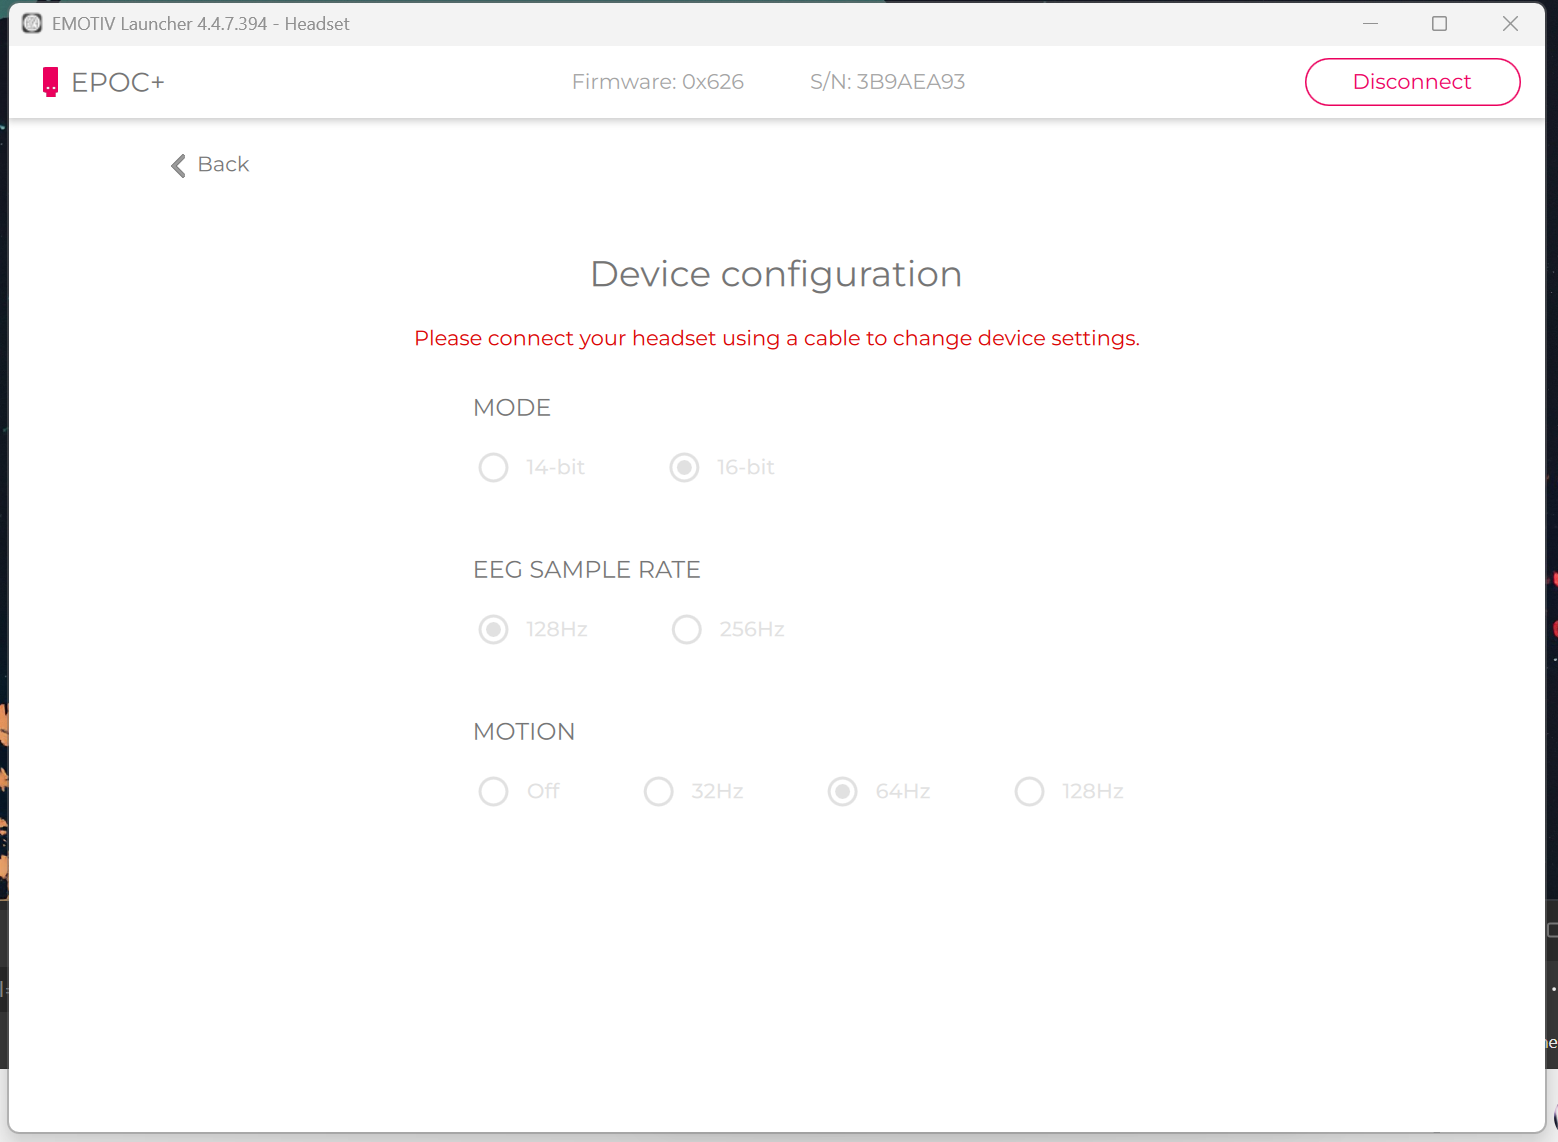 EMOTIV Launcher 4.4.7.394 - Headset
EPOC+
Firmware: 0x626
S/N: 3B9AEA93
Disconnect
Back
Device configuration
Please connect your headset using a cable to change device settings.
MODE
14-bit 16-bit
EEG SAMPLE RATE
128Hz 256Hz
MOTION
Off 32Hz 64Hz 128Hz